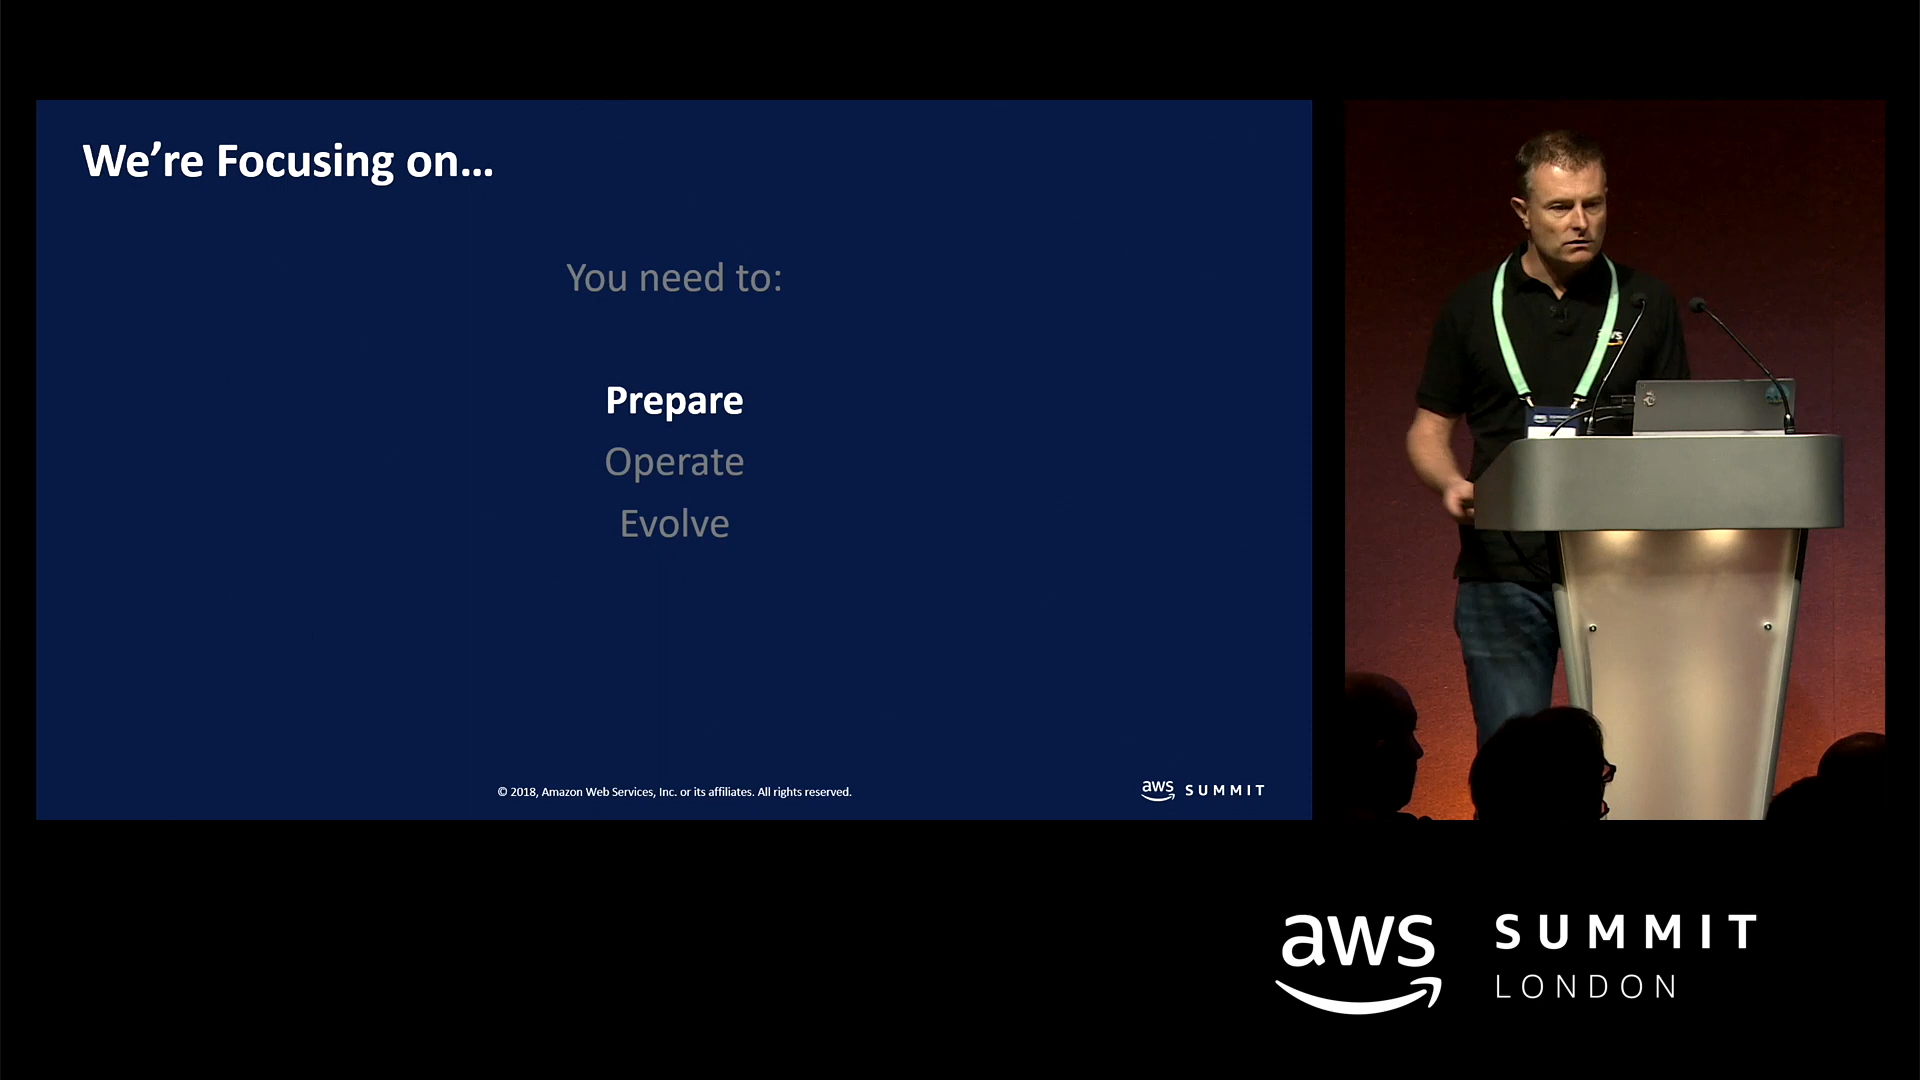 We're Focusing on...
You need to:
Prepare
Operate
Evolve
© 2018, Amazon Web Services, Inc. or its affiliates. All rights reserved.
aws SUMMIT
aws
aws SUMMIT
LONDON